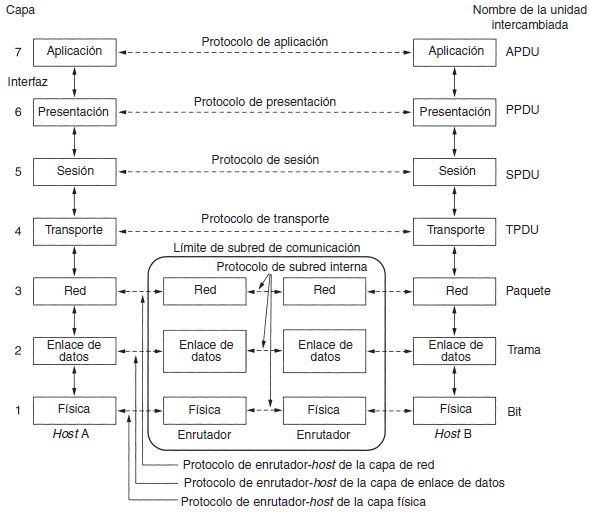 Capa
Nombre de la unidad
intercambiada
7
Aplicación
Protocolo de aplicación
Aplicación
APDU
Interfaz
6
Presentación
Protocolo de presentación
Presentación
PPDU
5
Sesión
Protocolo de sesión
Sesión
SPDU
4
Transporte
Protocolo de transporte
Transporte
TPDU
Límite de subred de comunicación
Protocolo de subred interna
3
Red
Red
Red
Red
Paquete
2
Enlace de
datos
Enlace de
datos
Enlace de
datos
Enlace de
datos
Trama
1
Física
Física
Física
Física
Bit
Host A
Enrutador
Enrutador
Host B
Protocolo de enrutador-host de la capa de red
Protocolo de enrutador-host de la capa de enlace de datos
Protocolo de enrutador-host de la capa física